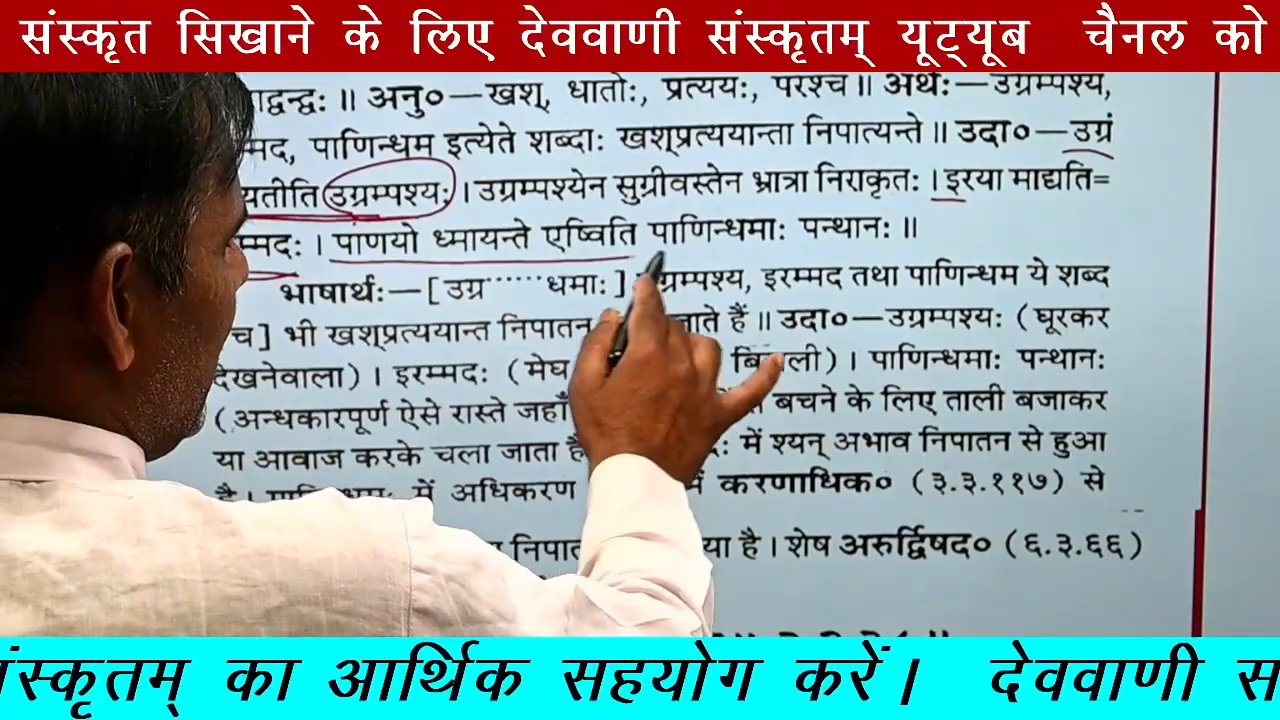 संस्कृत सिखाने के लिए देववाणी संस्कृतम् यूट्यूब चैनल को
ाद्वन्द्वः ॥ अनु०—खश्, धातोः, प्रत्ययः, परश्च ॥ अर्थः—उग्रम्पश्य,
म्मद, पाणिन्धम इत्येते शब्दाः खश्प्रत्ययान्ता निपात्यन्ते ॥ उदा०—उग्रं
यतीति उग्रम्पश्यः । उग्रम्पश्येन सुग्रीवस्तेन भ्रात्रा निराकृतः । इरया माद्यति=
म्मदः । पाणयो ध्मायन्ते एष्विति पाणिन्धमाः पन्थानः ॥
भाषार्थः—[उग्र······धमाः] ग्रम्पश्य, इरम्मद तथा पाणिन्धम ये शब्द
च] भी खश्प्रत्ययान्त निपातन जाते हैं ॥ उदा०—उग्रम्पश्यः (घूरकर
देखनेवाला) । इरम्मदः (मेघ बिजली) । पाणिन्धमाः पन्थानः
(अन्धकारपूर्ण ऐसे रास्ते जहाँ बचने के लिए ताली बजाकर
या आवाज करके चला जाता है में श्यन् अभाव निपातन से हुआ
है । में अधिकरण में करणाधिक० (३.३.११७) से
निपात या है । शेष अरुर्द्विषद० (६.३.६६)
संस्कृतम् का आर्थिक सहयोग करें । देववाणी स